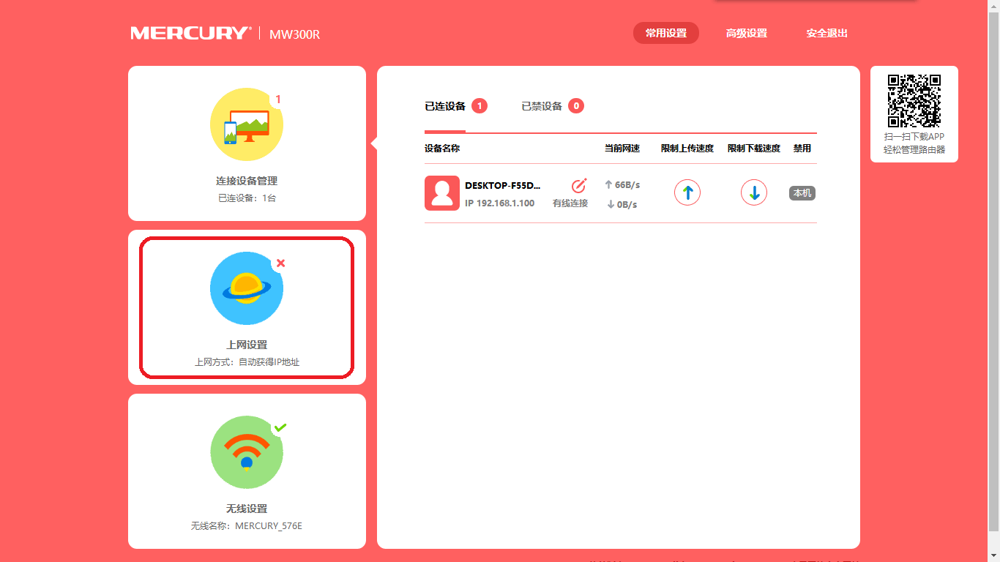 MERCURY® MW300R
常用设置 高级设置 安全退出
1
连接设备管理
已连设备：1台
上网设置
上网方式：自动获得IP地址
无线设置
无线名称：MERCURY_576E
已连设备 1 已禁设备 0
设备名称 当前网速 限制上传速度 限制下载速度 禁用
DESKTOP-F55D... 66B/s 本机
IP 192.168.1.100 有线连接 0B/s
扫一扫下载APP
轻松管理路由器